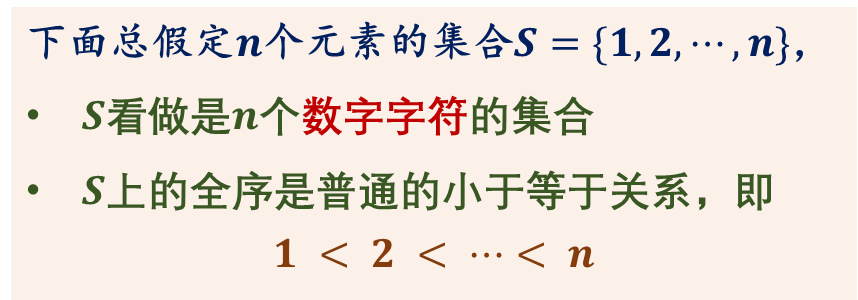 下面总假定n个元素的集合S = {1, 2, ⋯, n},
• S看做是n个数字字符的集合
• S上的全序是普通的小于等于关系，即
1 < 2 < ⋯ < n